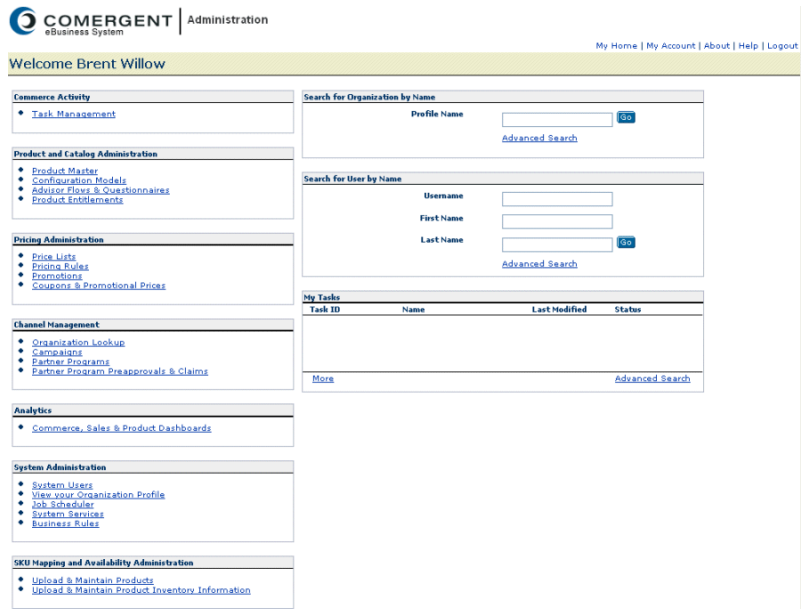 COMERGENT
eBusiness System
Administration
My Home | My Account | About | Help | Logout
Welcome Brent Willow
Commerce Activity
Task Management
Product and Catalog Administration
Product Master
Configuration Models
Advisor Flows & Questionnaires
Product Entitlements
Pricing Administration
Price Lists
Pricing Rules
Promotions
Coupons & Promotional Prices
Channel Management
Organization Lookup
Campaigns
Partner Programs
Partner Program Preapprovals & Claims
Analytics
Commerce, Sales & Product Dashboards
System Administration
System Users
View your Organization Profile
Job Scheduler
System Services
Business Rules
SKU Mapping and Availability Administration
Upload & Maintain Products
Upload & Maintain Product Inventory Information
Search for Organization by Name
Profile Name Go
Advanced Search
Search for User by Name
Username
First Name
Last Name Go
Advanced Search
My Tasks
Task ID Name Last Modified Status
More Advanced Search